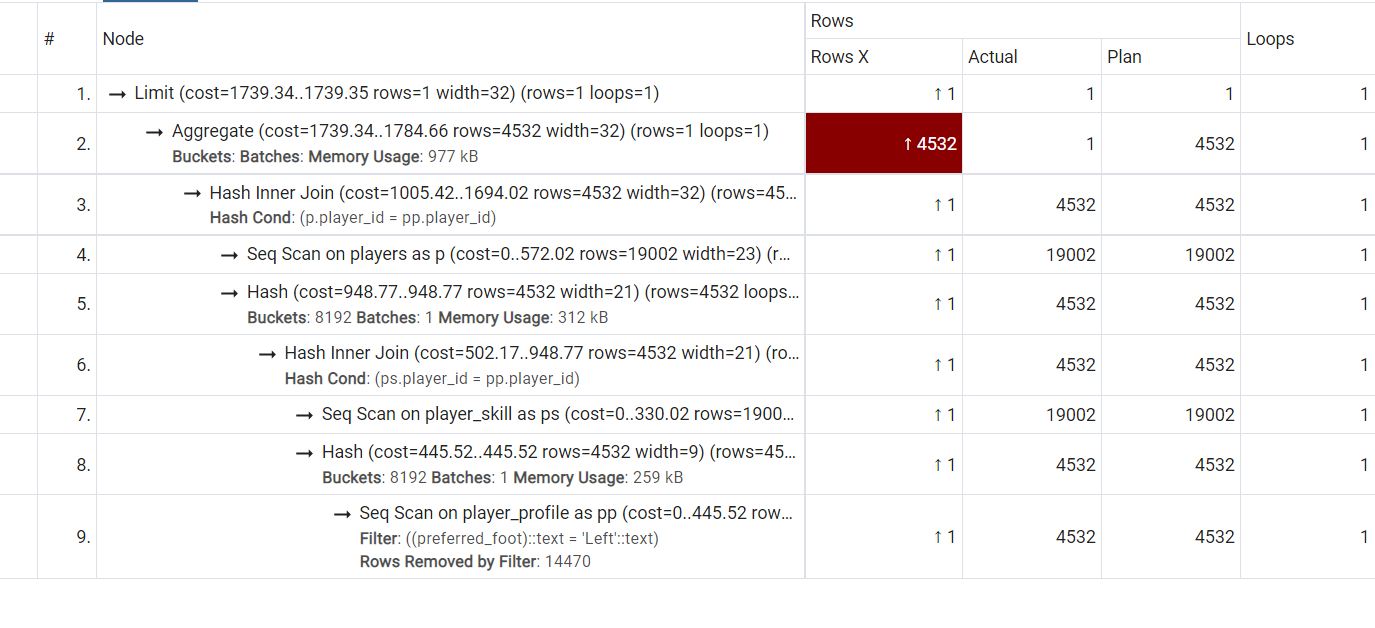 #
Node
Rows
Rows X
Actual
Plan
Loops
1. → Limit (cost=1739.34..1739.35 rows=1 width=32) (rows=1 loops=1) ↑ 1 1 1 1
2. → Aggregate (cost=1739.34..1784.66 rows=4532 width=32) (rows=1 loops=1) ↑ 4532 1 4532 1
Buckets: Batches: Memory Usage: 977 kB
3. → Hash Inner Join (cost=1005.42..1694.02 rows=4532 width=32) (rows=45... ↑ 1 4532 4532 1
Hash Cond: (p.player_id = pp.player_id)
4. → Seq Scan on players as p (cost=0..572.02 rows=19002 width=23) (r... ↑ 1 19002 19002 1
5. → Hash (cost=948.77..948.77 rows=4532 width=21) (rows=4532 loops... ↑ 1 4532 4532 1
Buckets: 8192 Batches: 1 Memory Usage: 312 kB
6. → Hash Inner Join (cost=502.17..948.77 rows=4532 width=21) (ro... ↑ 1 4532 4532 1
Hash Cond: (ps.player_id = pp.player_id)
7. → Seq Scan on player_skill as ps (cost=0..330.02 rows=1900... ↑ 1 19002 19002 1
8. → Hash (cost=445.52..445.52 rows=4532 width=9) (rows=45... ↑ 1 4532 4532 1
Buckets: 8192 Batches: 1 Memory Usage: 259 kB
9. → Seq Scan on player_profile as pp (cost=0..445.52 row... ↑ 1 4532 4532 1
Filter: ((preferred_foot)::text = 'Left'::text)
Rows Removed by Filter: 14470